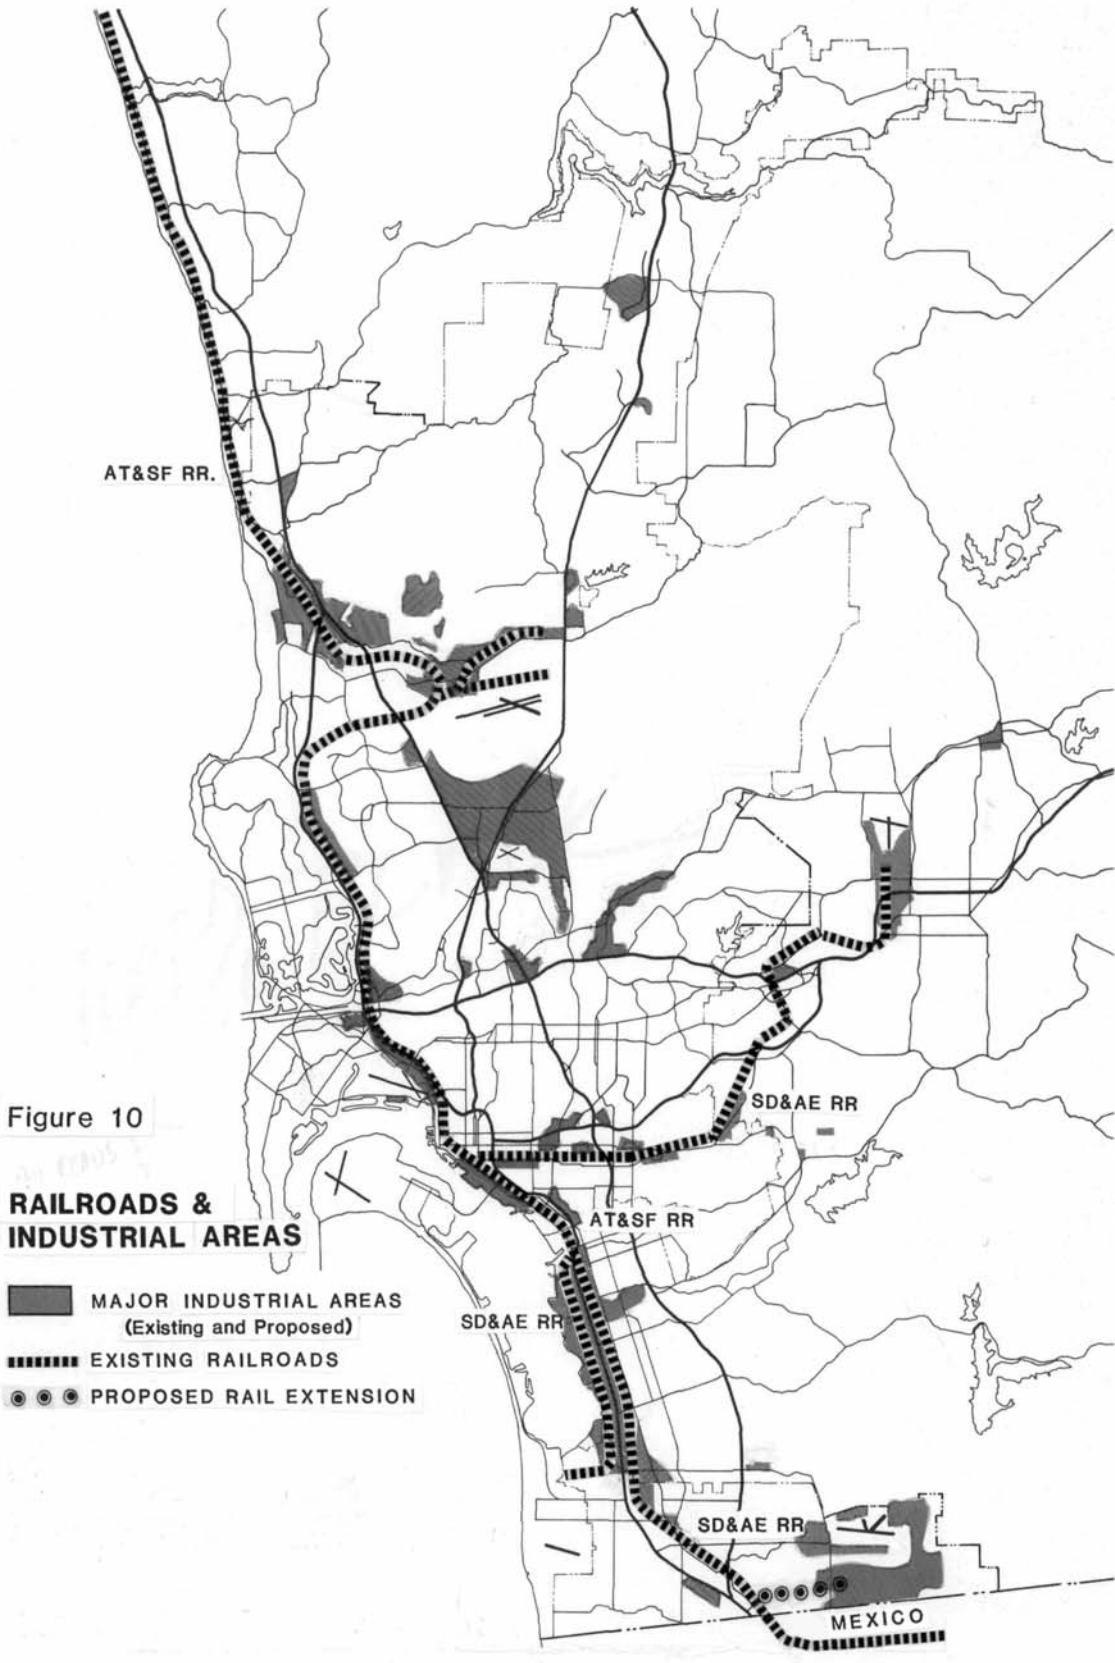 AT&SF RR.
SD&AE RR
Figure 10
RAILROADS &
INDUSTRIAL AREAS
AT&SF RR
MAJOR INDUSTRIAL AREAS
(Existing and Proposed)
SD&AE RR
EXISTING RAILROADS
PROPOSED RAIL EXTENSION
SD&AE RR
MEXICO